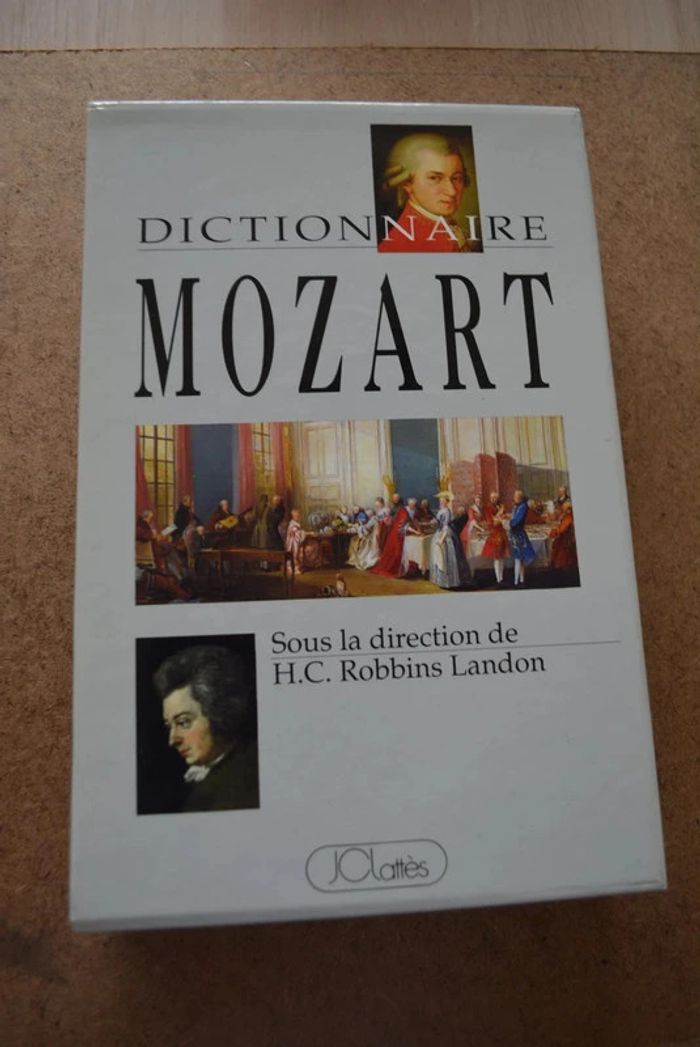 DICTIONNAIRE
MOZART
Sous la direction de
H.C. Robbins Landon
JClattès